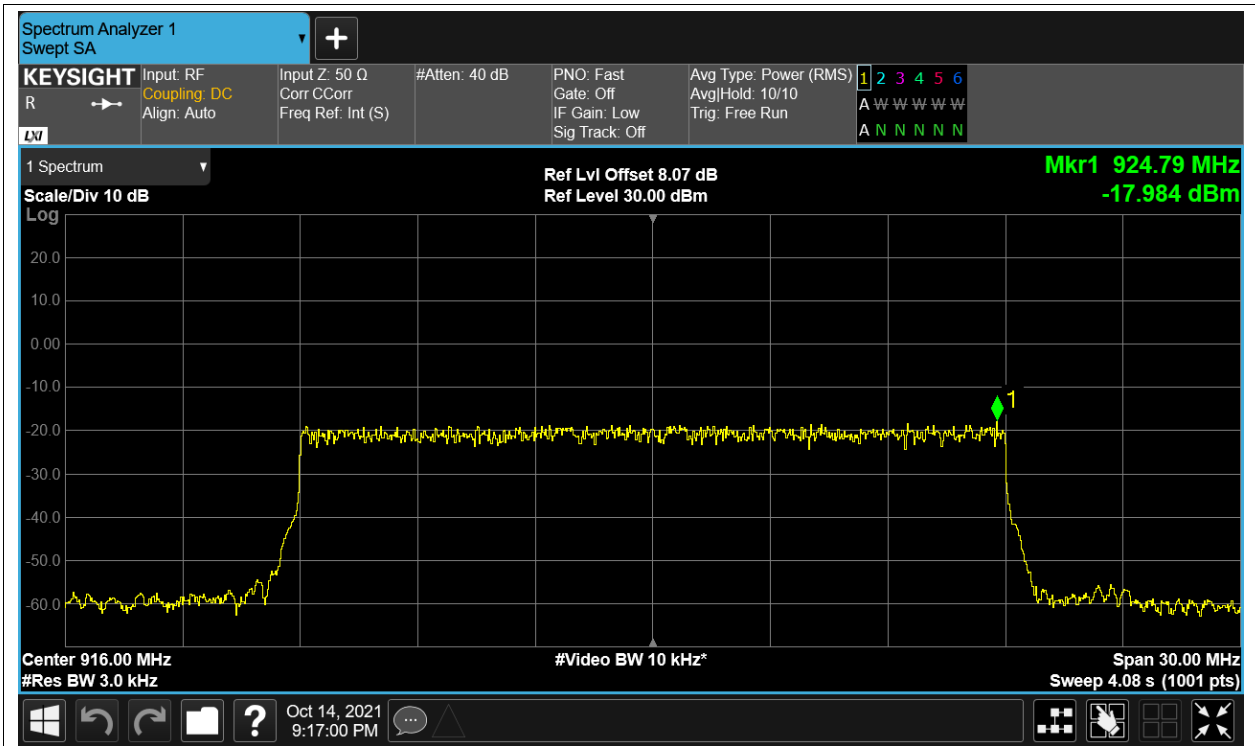 Spectrum Analyzer 1
Swept SA
KEYSIGHT
R
LXI
Input: RF
Coupling: DC
Align: Auto
Input Z: 50 Ω
Corr CCorr
Freq Ref: Int (S)
#Atten: 40 dB
PNO: Fast
Gate: Off
IF Gain: Low
Sig Track: Off
Avg Type: Power (RMS)
Avg|Hold: 10/10
Trig: Free Run
1 2 3 4 5 6
A W W W W W
A N N N N N
1 Spectrum
Scale/Div 10 dB
Log
Ref Lvl Offset 8.07 dB
Ref Level 30.00 dBm
Mkr1 924.79 MHz
-17.984 dBm
20.0
10.0
0.00
-10.0
1
-20.0
-30.0
-40.0
-50.0
-60.0
Center 916.00 MHz
#Res BW 3.0 kHz
#Video BW 10 kHz*
Span 30.00 MHz
Sweep 4.08 s (1001 pts)
?
Oct 14, 2021
9:17:00 PM